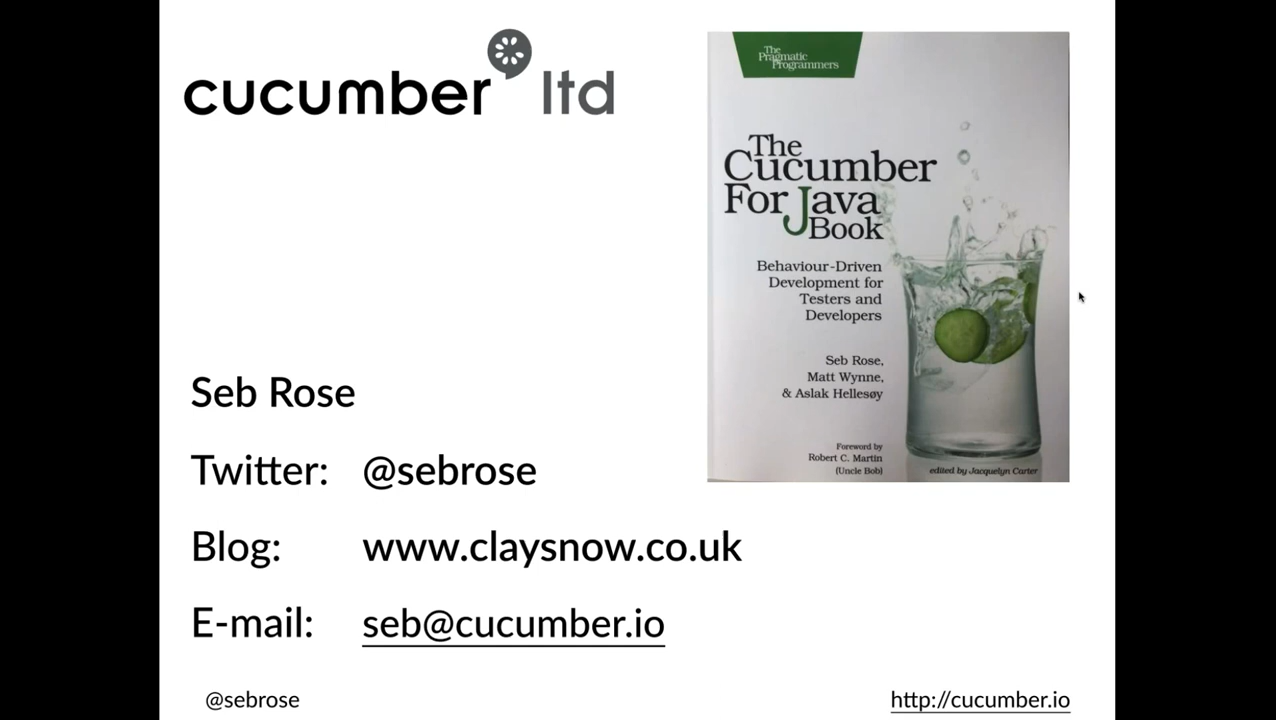 cucumber ltd
The
Pragmatic
Programmers
The
Cucumber
For Java
Book
Behaviour-Driven
Development for
Testers and
Developers
Seb Rose,
Matt Wynne,
& Aslak Hellesøy
Foreword by
Robert C. Martin
(Uncle Bob)
edited by Jacquelyn Carter
Seb Rose
Twitter: @sebrose
Blog: www.claysnow.co.uk
E-mail: seb@cucumber.io
@sebrose
http://cucumber.io